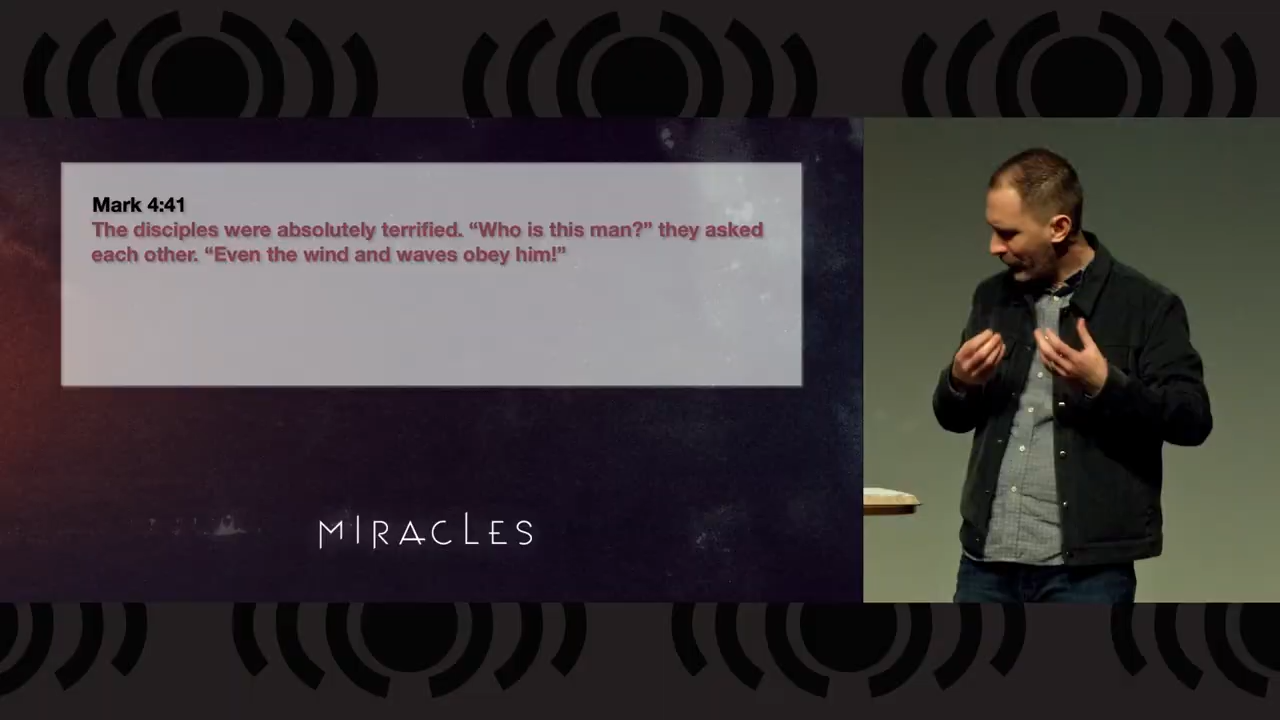 Mark 4:41
The disciples were absolutely terrified. “Who is this man?” they asked
each other. “Even the wind and waves obey him!”
MIRACLES